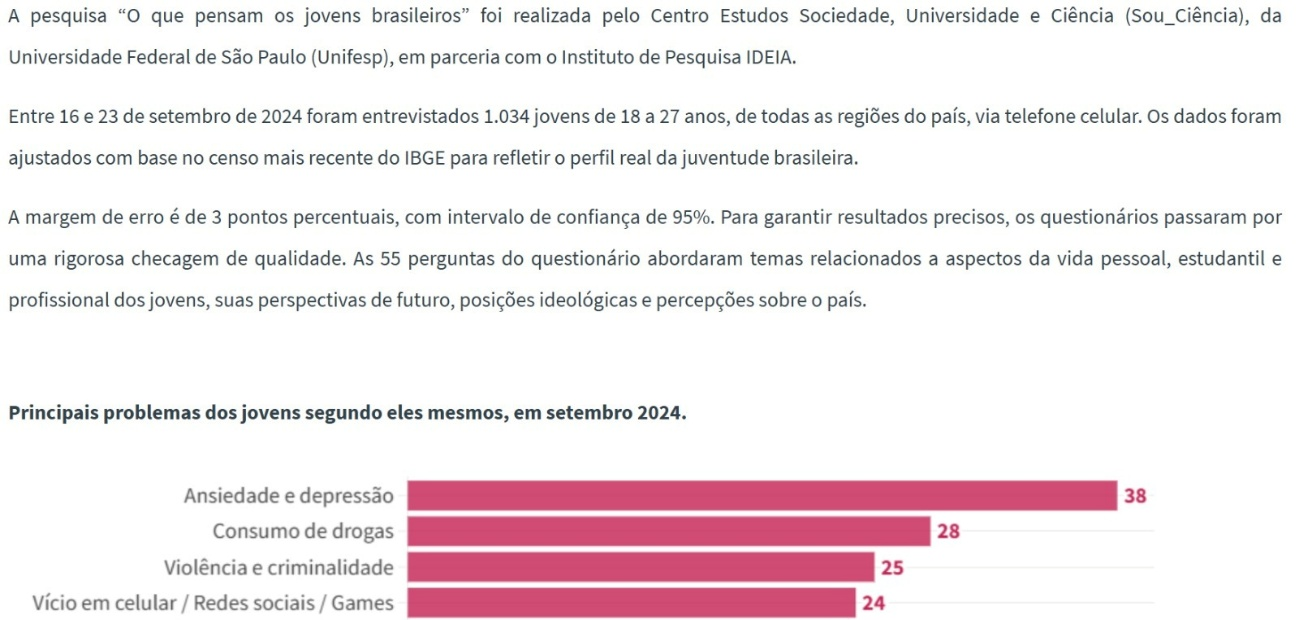 A pesquisa “O que pensam os jovens brasileiros” foi realizada pelo Centro Estudos Sociedade, Universidade e Ciência (Sou_Ciência), da
Universidade Federal de São Paulo (Unifesp), em parceria com o Instituto de Pesquisa IDEIA.
Entre 16 e 23 de setembro de 2024 foram entrevistados 1.034 jovens de 18 a 27 anos, de todas as regiões do país, via telefone celular. Os dados foram
ajustados com base no censo mais recente do IBGE para refletir o perfil real da juventude brasileira.
A margem de erro é de 3 pontos percentuais, com intervalo de confiança de 95%. Para garantir resultados precisos, os questionários passaram por
uma rigorosa checagem de qualidade. As 55 perguntas do questionário abordaram temas relacionados a aspectos da vida pessoal, estudantil e
profissional dos jovens, suas perspectivas de futuro, posições ideológicas e percepções sobre o país.
Principais problemas dos jovens segundo eles mesmos, em setembro 2024.
Ansiedade e depressão 38
Consumo de drogas 28
Violência e criminalidade 25
Vício em celular / Redes sociais / Games 24